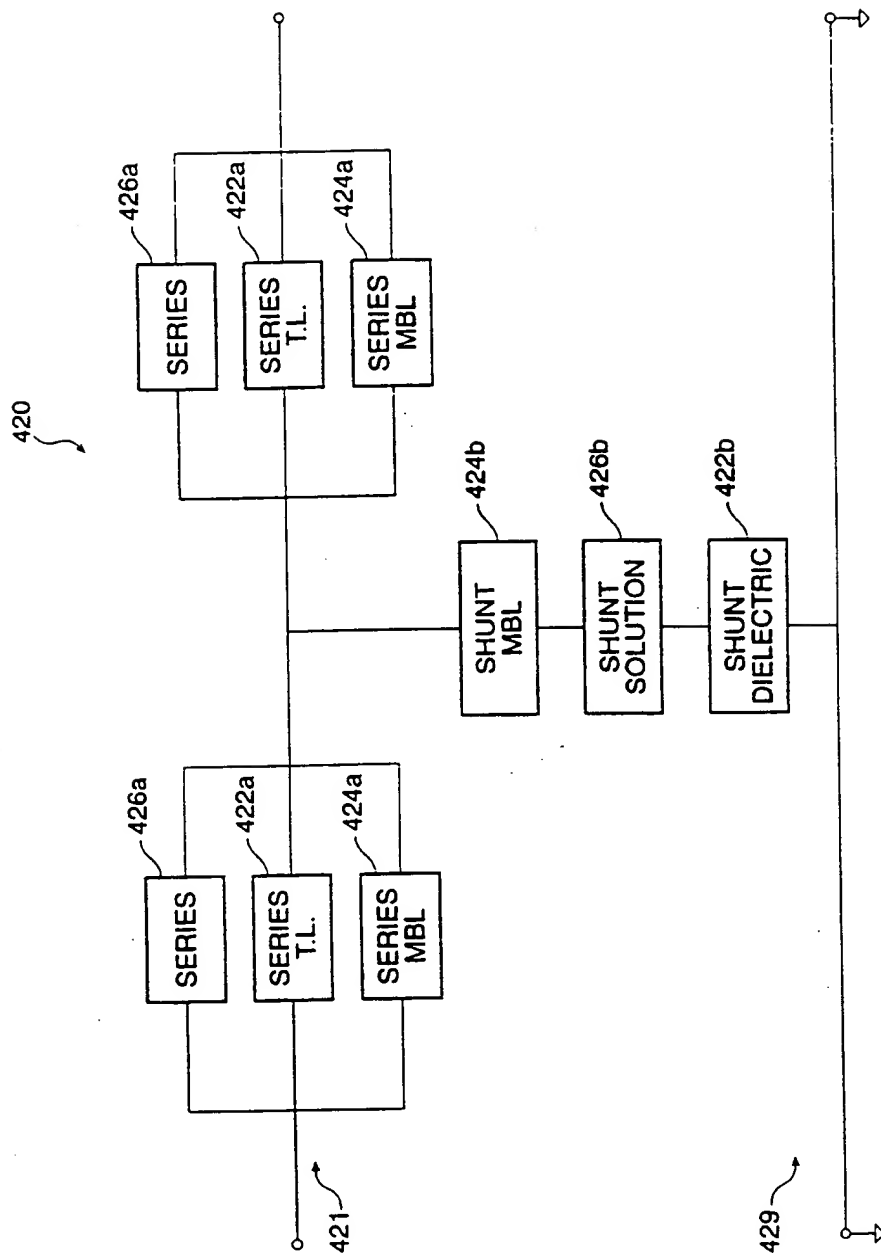 420
426a
SERIES
422a
SERIES
T.L.
424a
SERIES
MBL
426a
SERIES
422a
SERIES
T.L.
424a
SERIES
MBL
421
424b
SHUNT
MBL
426b
SHUNT
SOLUTION
422b
SHUNT
DIELECTRIC
429